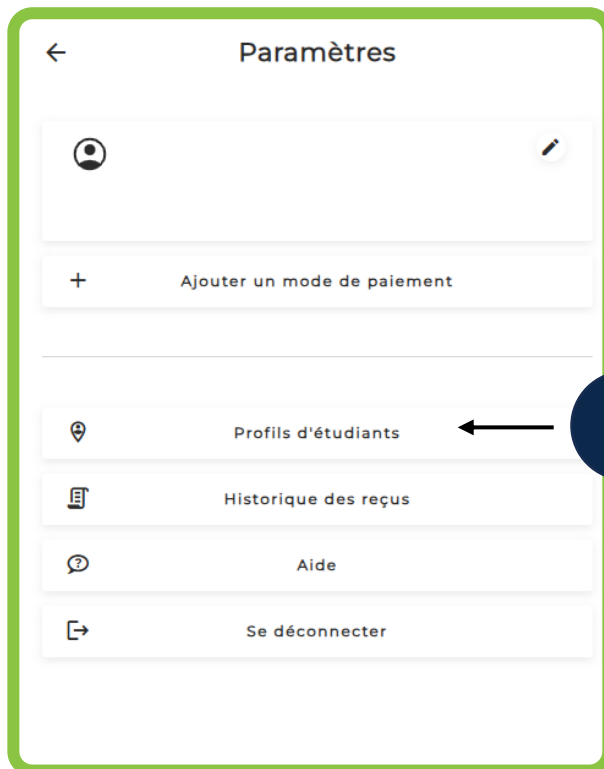 Paramètres
Ajouter un mode de paiement
Profils d'étudiants
Historique des reçus
Aide
Se déconnecter